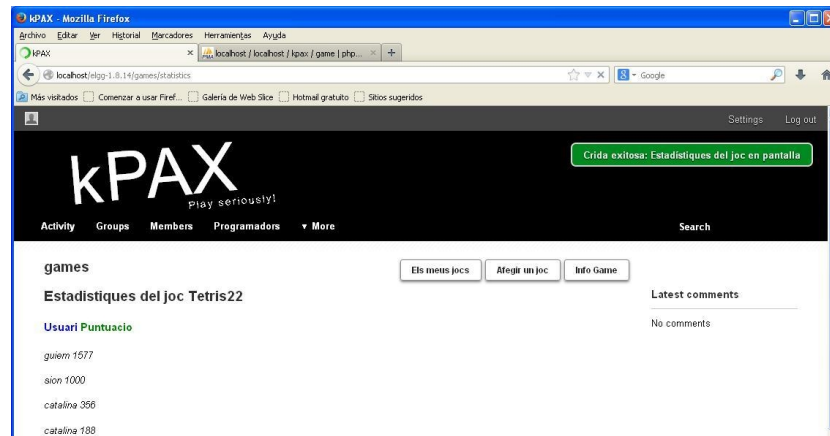 kPAX - Mozilla Firefox
Archivo Editar Ver Historial Marcadores Herramientas Ayuda
kPAX
localhost / localhost / kpax / game | php...
localhost/elgg-1.8.14/games/statistics
Google
Más visitados Comenzar a usar Firef... Galería de Web Slice Hotmail gratuito Sitios sugeridos
Settings Log out
Crida exitosa: Estadístiques del joc en pantalla
kPAX
Play seriously!
Activity Groups Members Programadors ▼ More Search
games
Els meus jocs Afegir un joc Info Game
Estadistiques del joc Tetris22
Latest comments
Usuari Puntuacio
No comments
guiem 1577
sion 1000
catalina 356
catalina 188